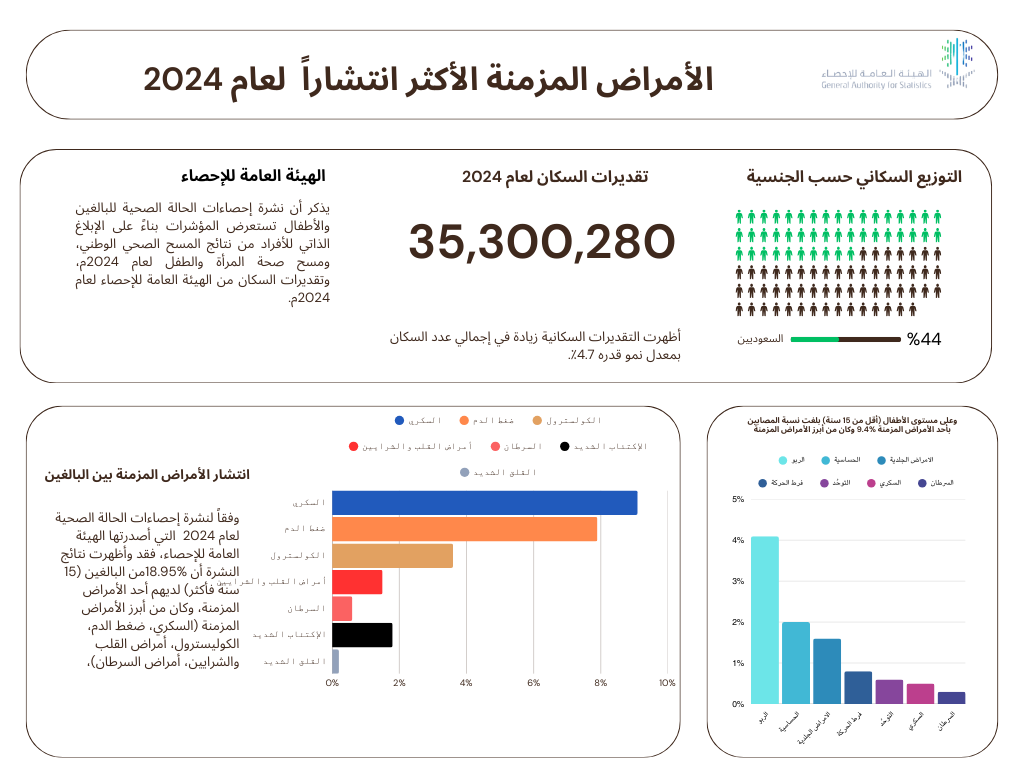 الأمراض المزمنة الأكثر انتشاراً لعام 2024
الهيئة العامة للإحصاء
General Authority for Statistics
التوزيع السكاني حسب الجنسية
%44
السعوديين
تقديرات السكان لعام 2024
35,300,280
أظهرت التقديرات السكانية زيادة في إجمالي عدد السكان
بمعدل نمو قدره 4.7٪.
الهيئة العامة للإحصاء
يذكر أن نشرة إحصاءات الحالة الصحية للبالغين
والأطفال تستعرض المؤشرات بناءً على الإبلاغ
الذاتي للأفراد من نتائج المسح الصحي الوطني،
ومسح صحة المرأة والطفل لعام 2024م،
وتقديرات السكان من الهيئة العامة للإحصاء لعام
2024م.
وعلى مستوى الأطفال (أقل من 15 سنة) بلغت نسبة المصابين
بأحد الأمراض المزمنة %9.4 وكان من أبرز الأمراض المزمنة
الامراض الجلدية
الحساسية
الربو
السرطان
السكري
التوحُد
فرط الحركة
5%
4%
3%
2%
1%
0%
الربو
الحساسية
الامراض الجلدية
فرط الحركة
التوحُد
السكري
السرطان
الكولسترول
ضغط الدم
السكري
الإكتئاب الشديد
السرطان
أمراض القلب والشرايين
القلق الشديد
السكري
ضغط الدم
الكولسترول
أمراض القلب والشرايين
السرطان
الإكتئاب الشديد
القلق الشديد
0%
2%
4%
6%
8%
10%
انتشار الأمراض المزمنة بين البالغين
وفقاً لنشرة إحصاءات الحالة الصحية
لعام 2024 التي أصدرتها الهيئة
العامة للإحصاء، فقد وأظهرت نتائج
النشرة أن %18.95من البالغين (15
سنة فأكثر) لديهم أحد الأمراض
المزمنة، وكان من أبرز الأمراض
المزمنة (السكري، ضغط الدم،
الكوليسترول، أمراض القلب
والشرايين، أمراض السرطان)،